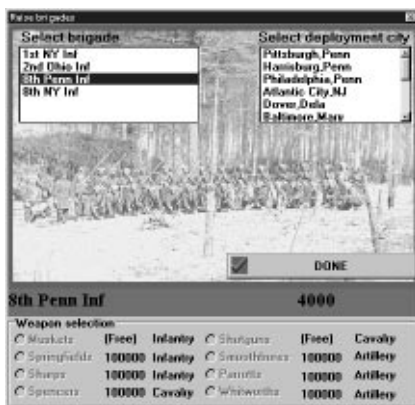 Raise brigades
Select brigade
1st NY Inf
2nd Ohio Inf
8th Penn Inf
8th NY Inf
Select deployment city
Pittsburgh,Penn
Harrisburg,Penn
Philadelphia,Penn
Atlantic City,NJ
Dover,Dela
Baltimore,Mary
DONE
8th Penn Inf 4000
Weapon selection
Muskets (Free) Infantry Shotguns (Free) Cavalry
Springfields 100000 Infantry Smoothbores 100000 Artillery
Sharps 100000 Infantry Parrotts 100000 Artillery
Spencers 100000 Cavalry Whitworths 100000 Artillery